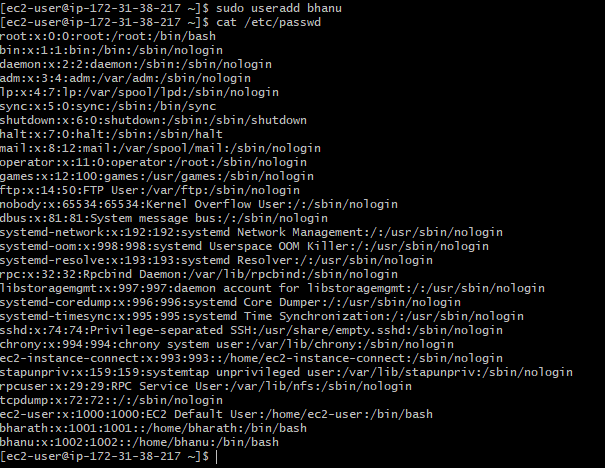 [ec2-user@ip-172-31-38-217 ~]$ sudo useradd bhanu
[ec2-user@ip-172-31-38-217 ~]$ cat /etc/passwd
root:x:0:0:root:/root:/bin/bash
bin:x:1:1:bin:/bin:/sbin/nologin
daemon:x:2:2:daemon:/sbin:/sbin/nologin
adm:x:3:4:adm:/var/adm:/sbin/nologin
lp:x:4:7:lp:/var/spool/lpd:/sbin/nologin
sync:x:5:0:sync:/sbin:/bin/sync
shutdown:x:6:0:shutdown:/sbin:/sbin/shutdown
halt:x:7:0:halt:/sbin:/sbin/halt
mail:x:8:12:mail:/var/spool/mail:/sbin/nologin
operator:x:11:0:operator:/root:/sbin/nologin
games:x:12:100:games:/usr/games:/sbin/nologin
ftp:x:14:50:FTP User:/var/ftp:/sbin/nologin
nobody:x:65534:65534:Kernel Overflow User:/:/sbin/nologin
dbus:x:81:81:System message bus:/:/sbin/nologin
systemd-network:x:192:192:systemd Network Management:/:/usr/sbin/nologin
systemd-oom:x:998:998:systemd Userspace OOM Killer:/:/usr/sbin/nologin
systemd-resolve:x:193:193:systemd Resolver:/:/usr/sbin/nologin
rpc:x:32:32:Rpcbind Daemon:/var/lib/rpcbind:/sbin/nologin
libstoragemgmt:x:997:997:daemon account for libstoragemgmt:/:/usr/sbin/nologin
systemd-coredump:x:996:996:systemd Core Dumper:/:/usr/sbin/nologin
systemd-timesync:x:995:995:systemd Time Synchronization:/:/usr/sbin/nologin
sshd:x:74:74:Privilege-separated SSH:/usr/share/empty.sshd:/sbin/nologin
chrony:x:994:994:chrony system user:/var/lib/chrony:/sbin/nologin
ec2-instance-connect:x:993:993::/home/ec2-instance-connect:/sbin/nologin
stapunpriv:x:159:159:systemtap unprivileged user:/var/lib/stapunpriv:/sbin/nologin
rpcuser:x:29:29:RPC Service User:/var/lib/nfs:/sbin/nologin
tcpdump:x:72:72::/:/sbin/nologin
ec2-user:x:1000:1000:EC2 Default User:/home/ec2-user:/bin/bash
bharath:x:1001:1001::/home/bharath:/bin/bash
bhanu:x:1002:1002::/home/bhanu:/bin/bash
[ec2-user@ip-172-31-38-217 ~]$